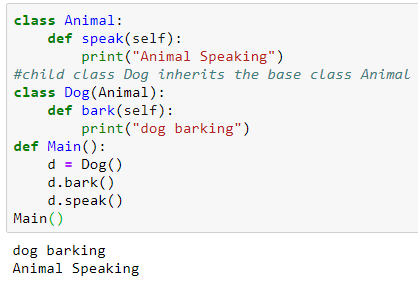 class Animal:
    def speak(self):
        print("Animal Speaking")
#child class Dog inherits the base class Animal
class Dog(Animal):
    def bark(self):
        print("dog barking")
def Main():
    d = Dog()
    d.bark()
    d.speak()
Main()
dog barking
Animal Speaking